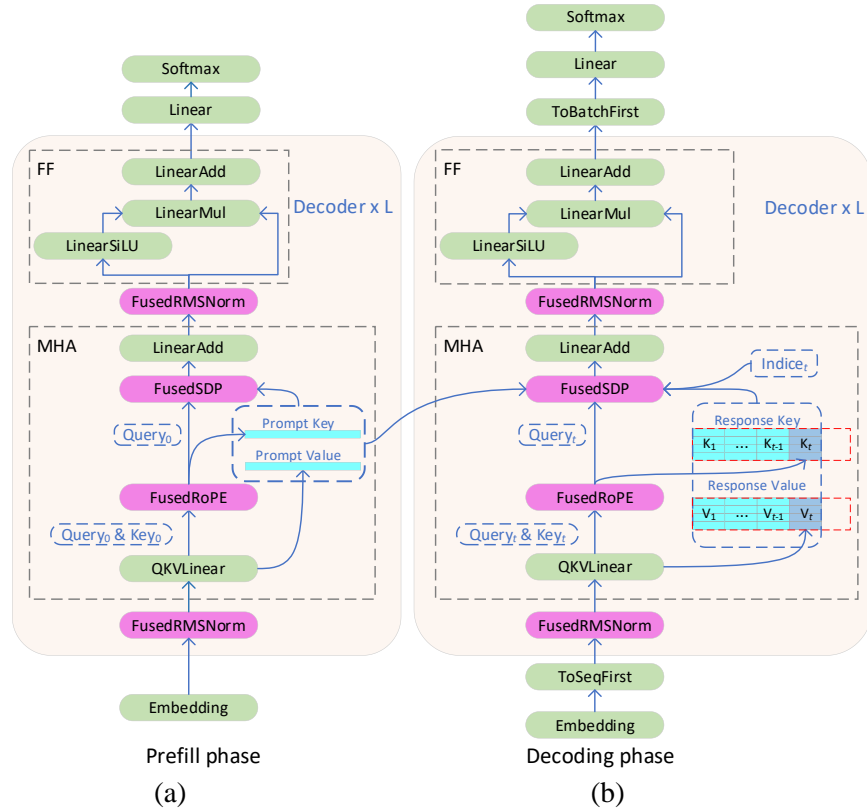 Softmax
Linear
FF
LinearAdd
LinearMul
Decoder x L
LinearSiLU
FusedRMSNorm
MHA
LinearAdd
FusedSDP
Prompt Key
Query0
Prompt Value
FusedRoPE
Query0 & Key0
QKVLinear
FusedRMSNorm
Embedding
Prefill phase
(a)
Softmax
Linear
ToBatchFirst
FF
LinearAdd
LinearMul
Decoder x L
LinearSiLU
FusedRMSNorm
MHA
LinearAdd
Indicet
FusedSDP
Response Key
Queryt
K1 ... Kt-1 Kt
Response Value
FusedRoPE
V1 ... Vt-1 Vt
Queryt & Keyt
QKVLinear
FusedRMSNorm
ToSeqFirst
Embedding
Decoding phase
(b)